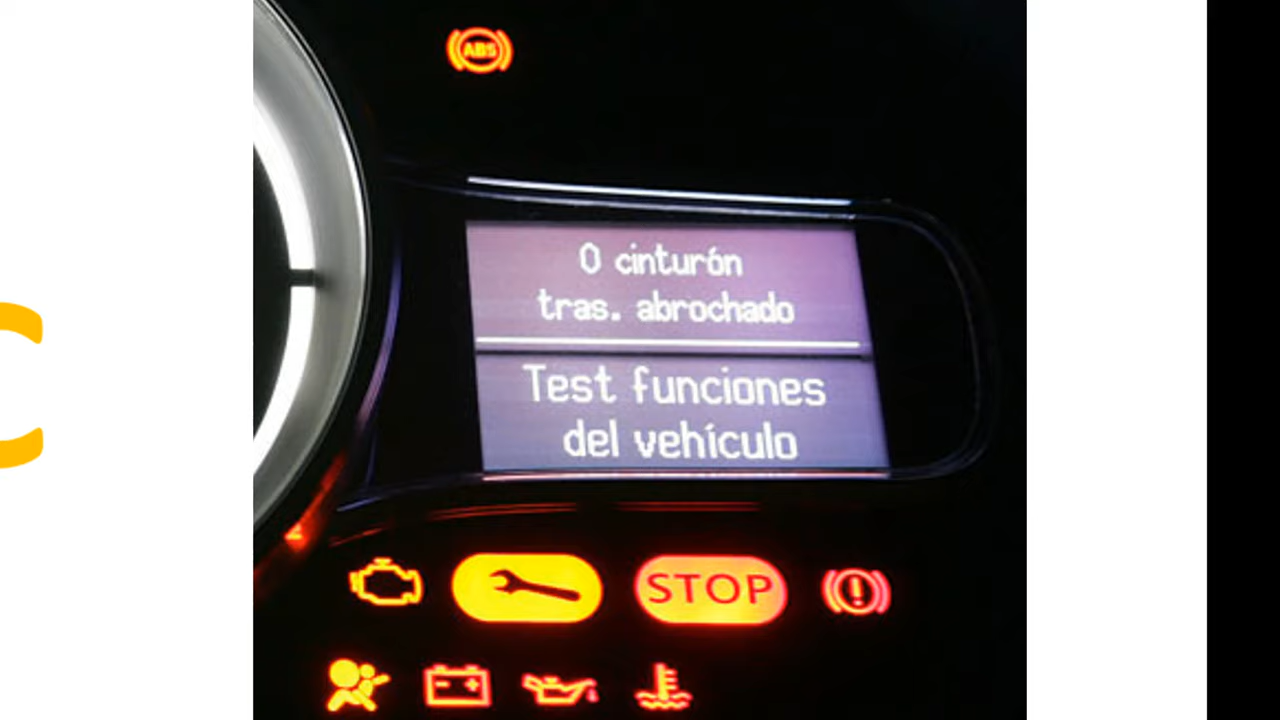 ABS
0 cinturón
tras. abrochado
Test funciones
del vehículo
STOP